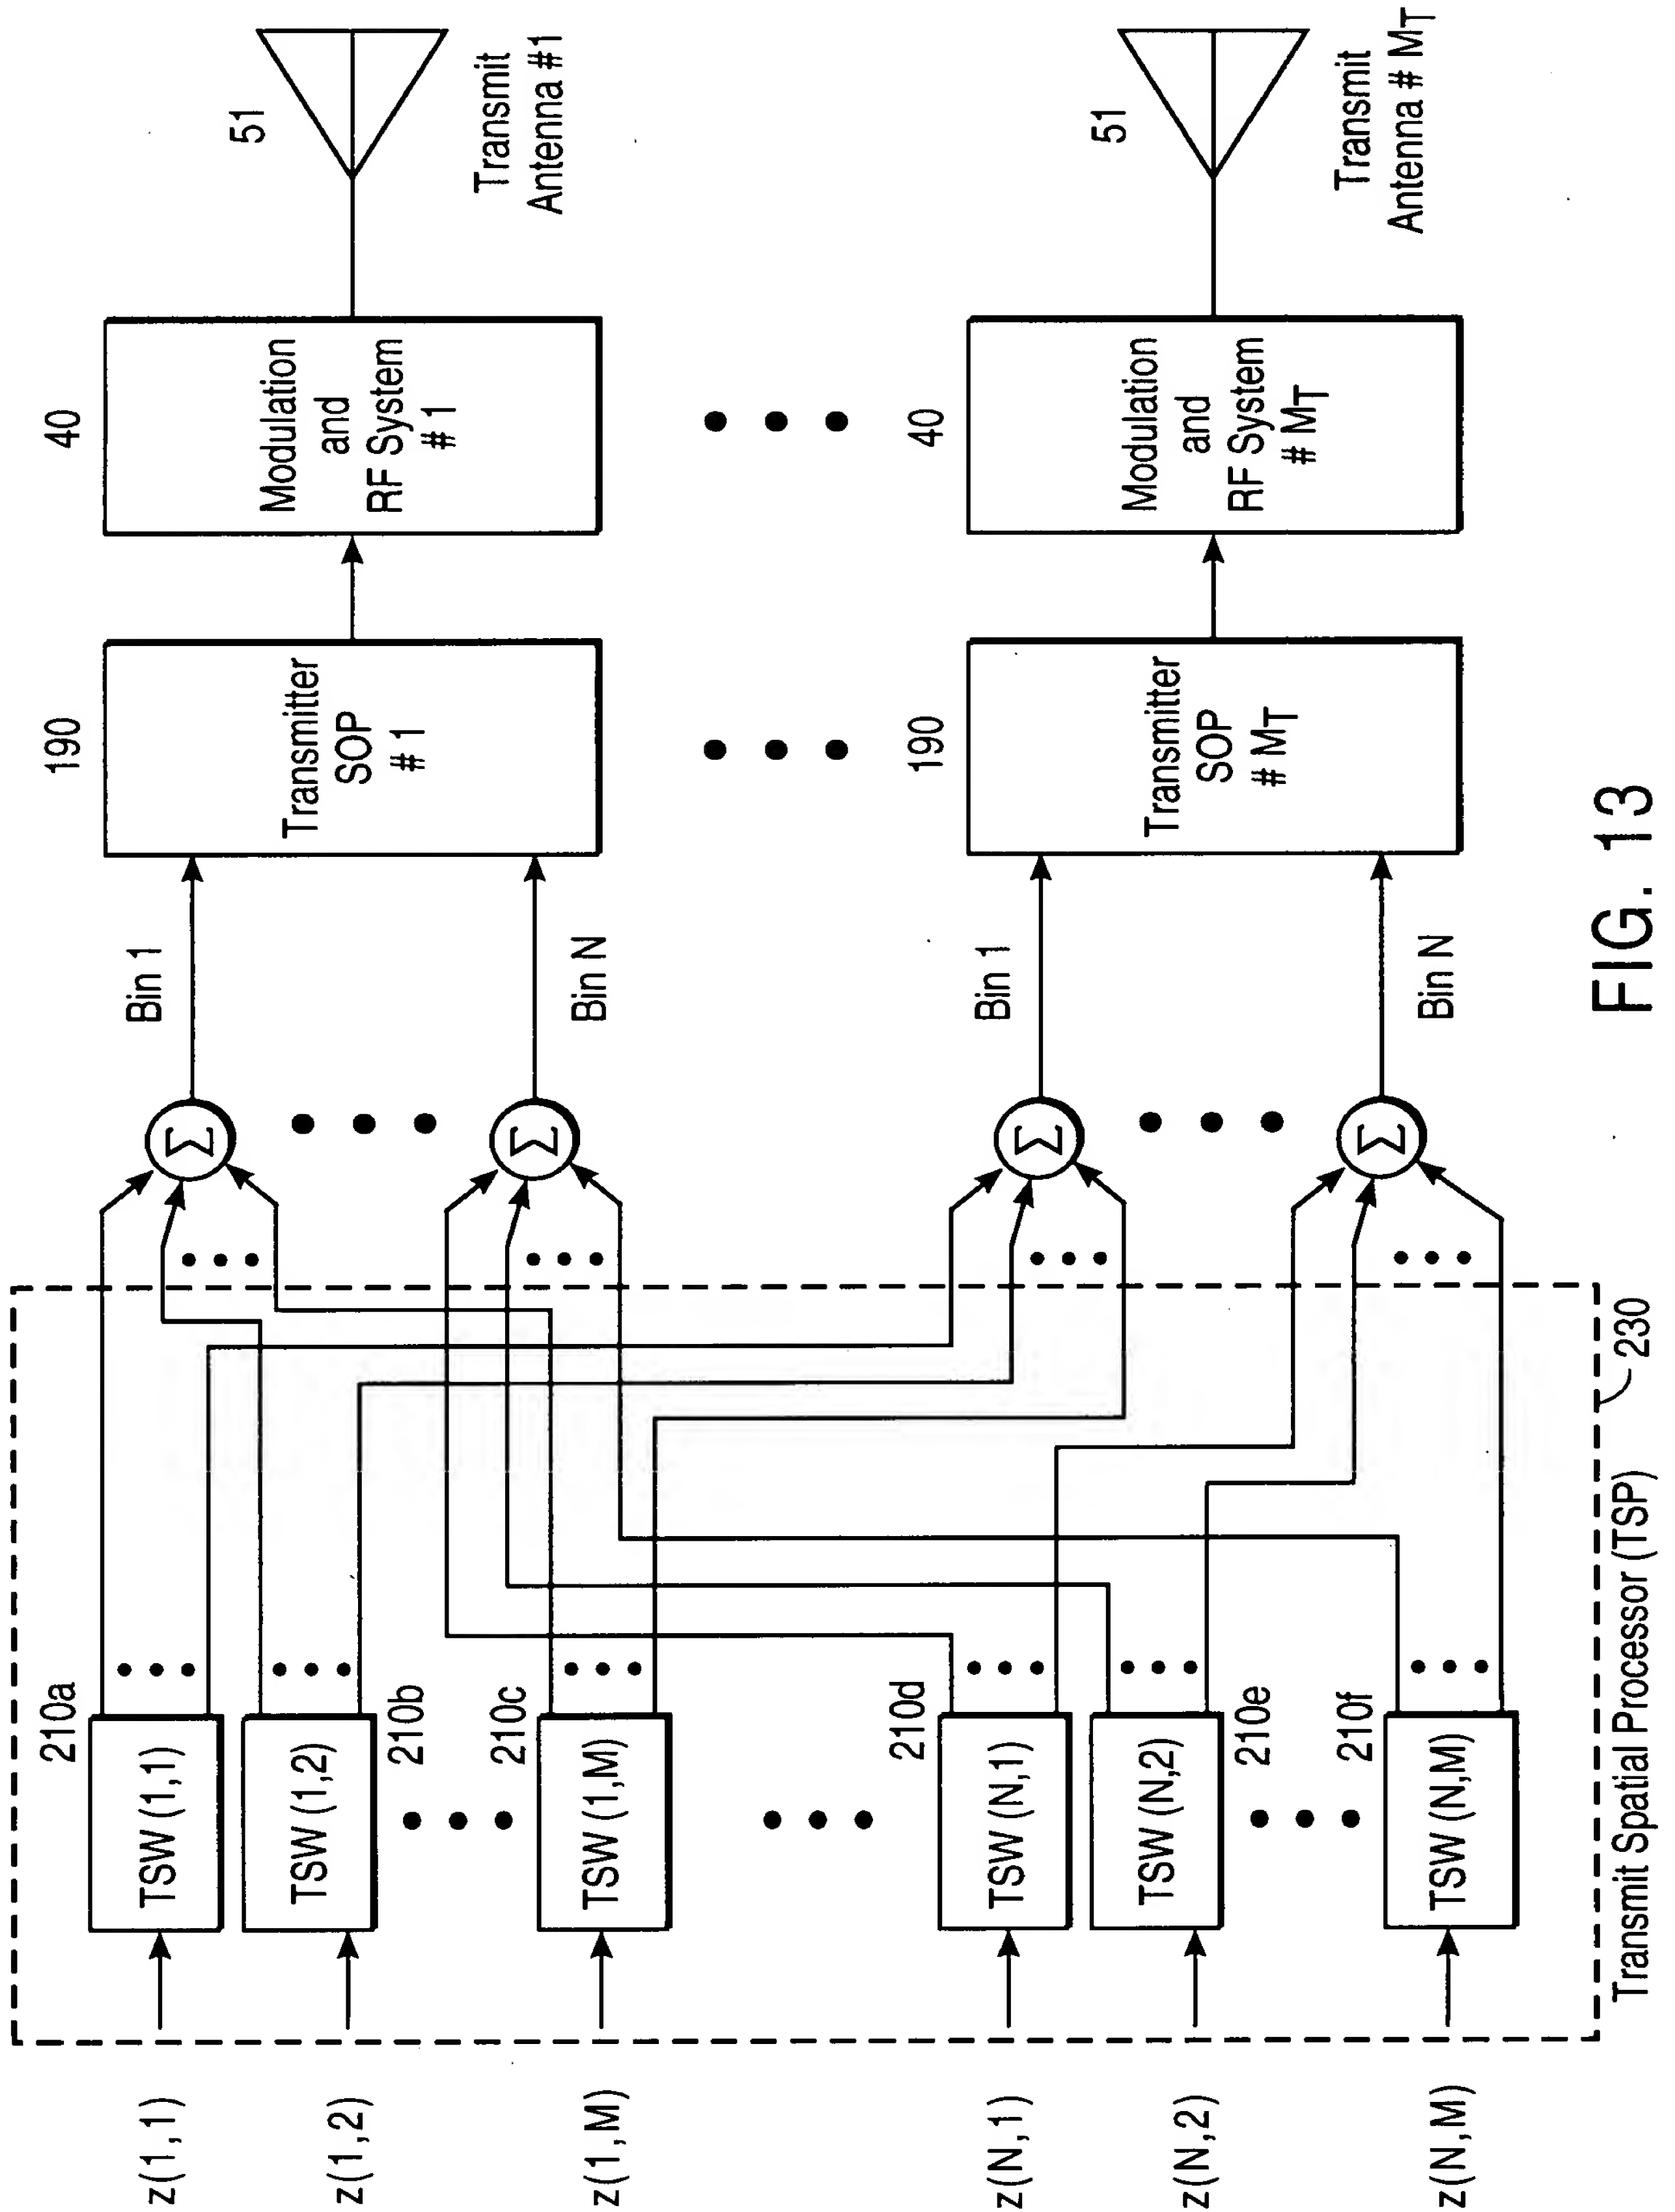 z(1,1)
z(1,2)
z(1,M)
z(N,1)
z(N,2)
z(N,M)
210a
TSW (1,1)
TSW (1,2)
210b
210c
TSW (1,M)
210d
TSW (N,1)
TSW (N,2)
210e
210f
TSW (N,M)
Transmit Spatial Processor (TSP)
230
Σ
Σ
Σ
Σ
Bin 1
Bin N
Bin 1
Bin N
190
Transmitter
SOP
# 1
190
Transmitter
SOP
# MT
40
Modulation
and
RF System
# 1
40
Modulation
and
RF System
# MT
51
Transmit
Antenna #1
51
Transmit
Antenna # MT
FIG. 13